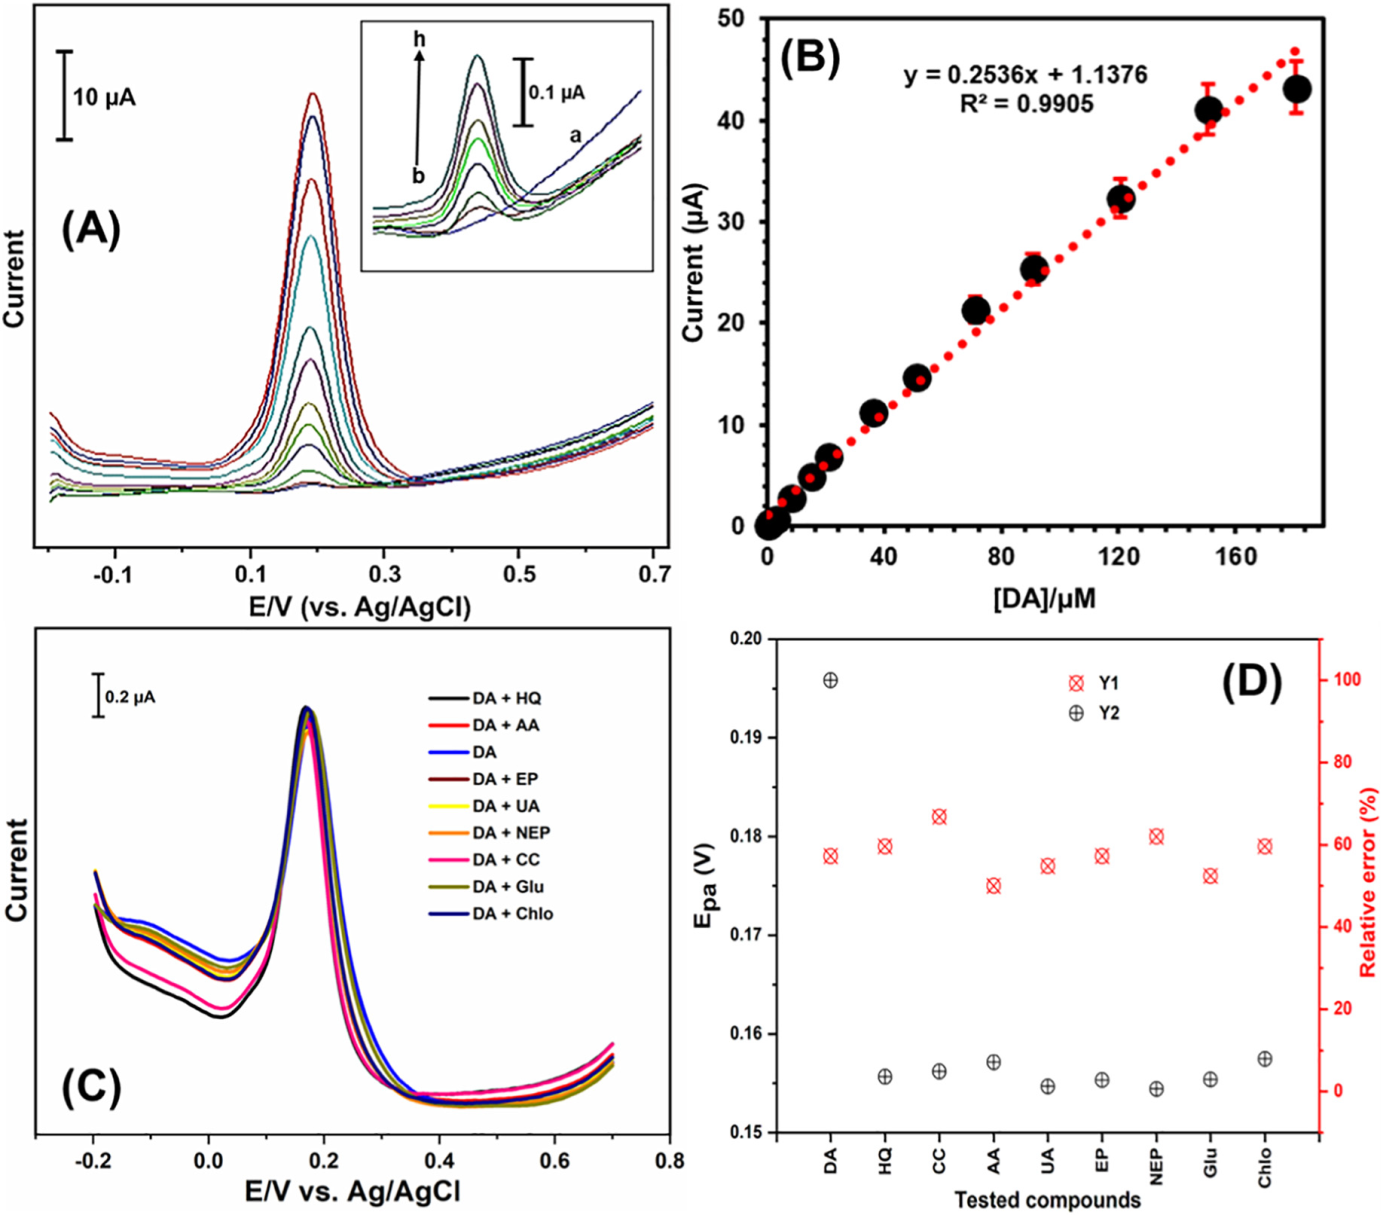 (A)
10 µA
h
b
a
0.1 µA
Current
-0.1 0.1 0.3 0.5 0.7
E/V (vs. Ag/AgCl)
(B)
y = 0.2536x + 1.1376
R² = 0.9905
50
40
30
20
10
0
Current (µA)
0 40 80 120 160
[DA]/µM
(C)
0.2 µA
DA + HQ
DA + AA
DA
DA + EP
DA + UA
DA + NEP
DA + CC
DA + Glu
DA + Chlo
Current
-0.2 0.0 0.2 0.4 0.6 0.8
E/V vs. Ag/AgCl
(D)
Y1
Y2
0.20
0.19
0.18
0.17
0.16
0.15
Epa (V)
100
80
60
40
20
0
Relative error (%)
DA HQ CC AA UA EP NEP Glu Chlo
Tested compounds